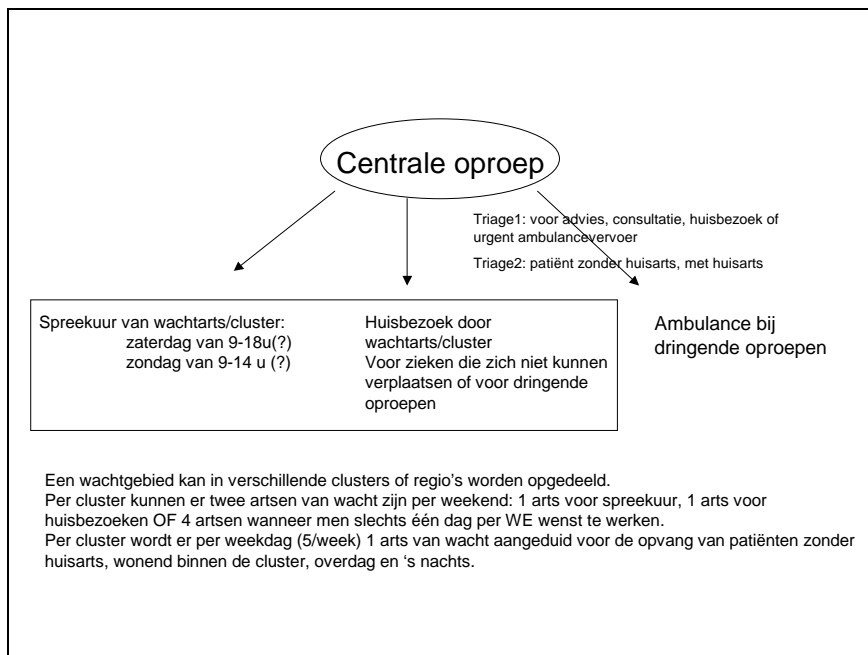 Centrale oproep
Triage1: voor advies, consultatie, huisbezoek of
urgent ambulancevervoer
Triage2: patiënt zonder huisarts, met huisarts
Spreekuur van wachtarts/cluster:
zaterdag van 9-18u(?)
zondag van 9-14 u (?)
Huisbezoek door
wachtarts/cluster
Voor zieken die zich niet kunnen
verplaatsen of voor dringende
oproepen
Ambulance bij
dringende oproepen
Een wachtgebied kan in verschillende clusters of regio's worden opgedeeld.
Per cluster kunnen er twee artsen van wacht zijn per weekend: 1 arts voor spreekuur, 1 arts voor
huisbezoeken OF 4 artsen wanneer men slechts één dag per WE wenst te werken.
Per cluster wordt er per weekdag (5/week) 1 arts van wacht aangeduid voor de opvang van patiënten zonder
huisarts, wonend binnen de cluster, overdag en ‘s nachts.